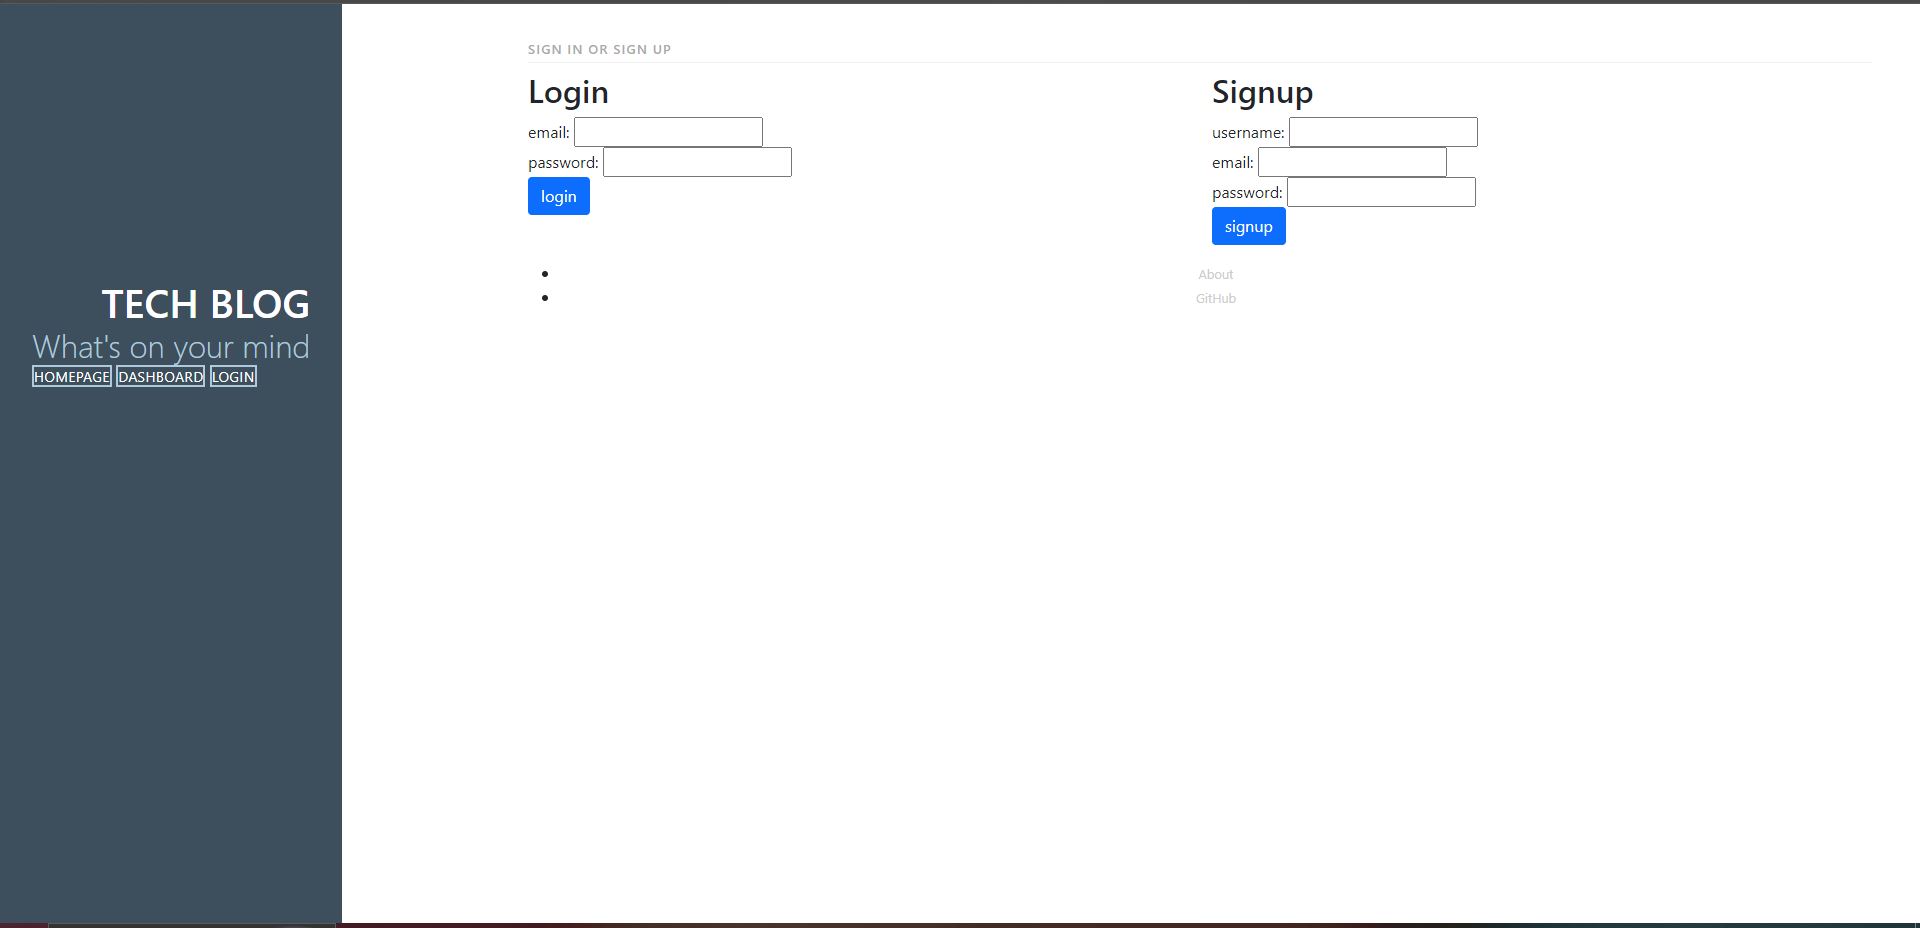 TECH BLOG
What's on your mind
HOMEPAGE DASHBOARD LOGIN
SIGN IN OR SIGN UP
Login
email:
password:
login
Signup
username:
email:
password:
signup
About
GitHub